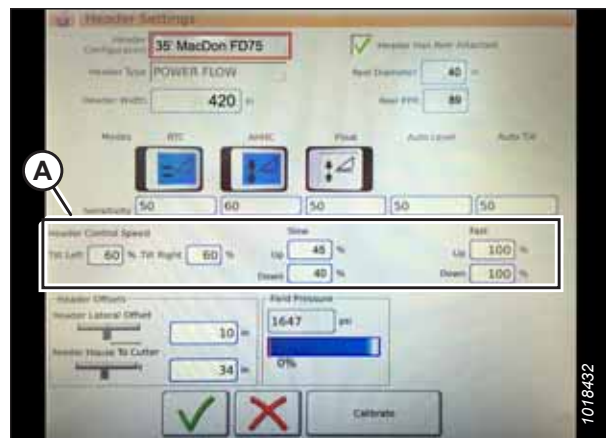 Header Settings
Header Configuration 35' MacDon FD75 Header Has Reel Attached
Header Type POWER FLOW Reel Diameter 40 in
Header Width 420 in Reel PPR 89
Modes RTC AHHC Float Auto Level Auto Tilt
A
Sensitivity 50 60 50 50 50
Header Control Speed Slow Fast
Tilt Left 60 % Tilt Right 60 % Up 45 % Up 100 %
Down 40 % Down 100 %
Header Offsets Field Pressure
Header Lateral Offset 1647 psi
10 in
Feeder House To Cutter 0%
34 in
Calibrate
1018432